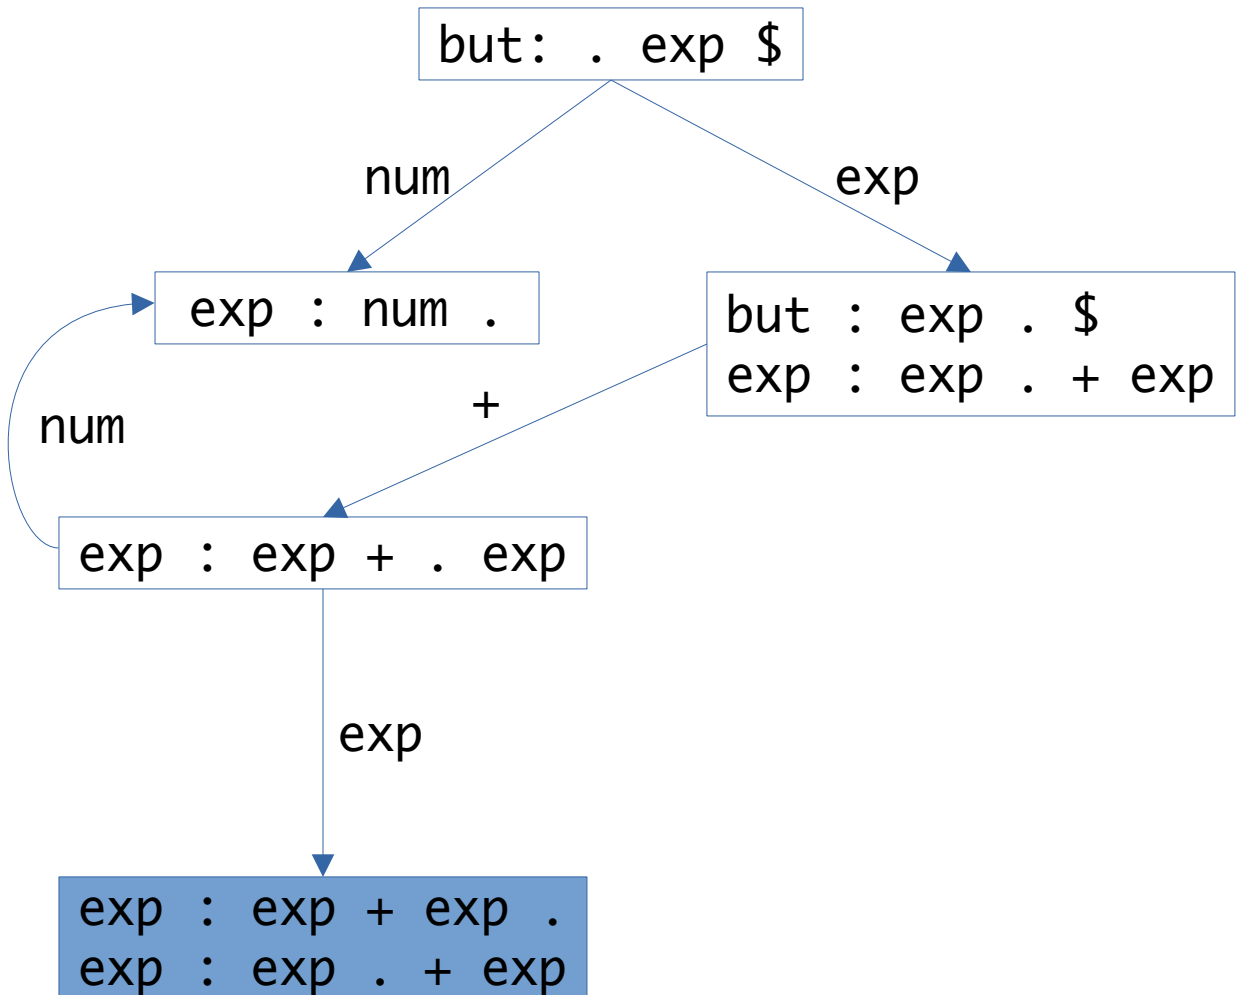 but: . exp $
num
exp
exp : num .
but : exp . $
exp : exp . + exp
+
num
exp : exp + . exp
exp
exp : exp + exp .
exp : exp . + exp